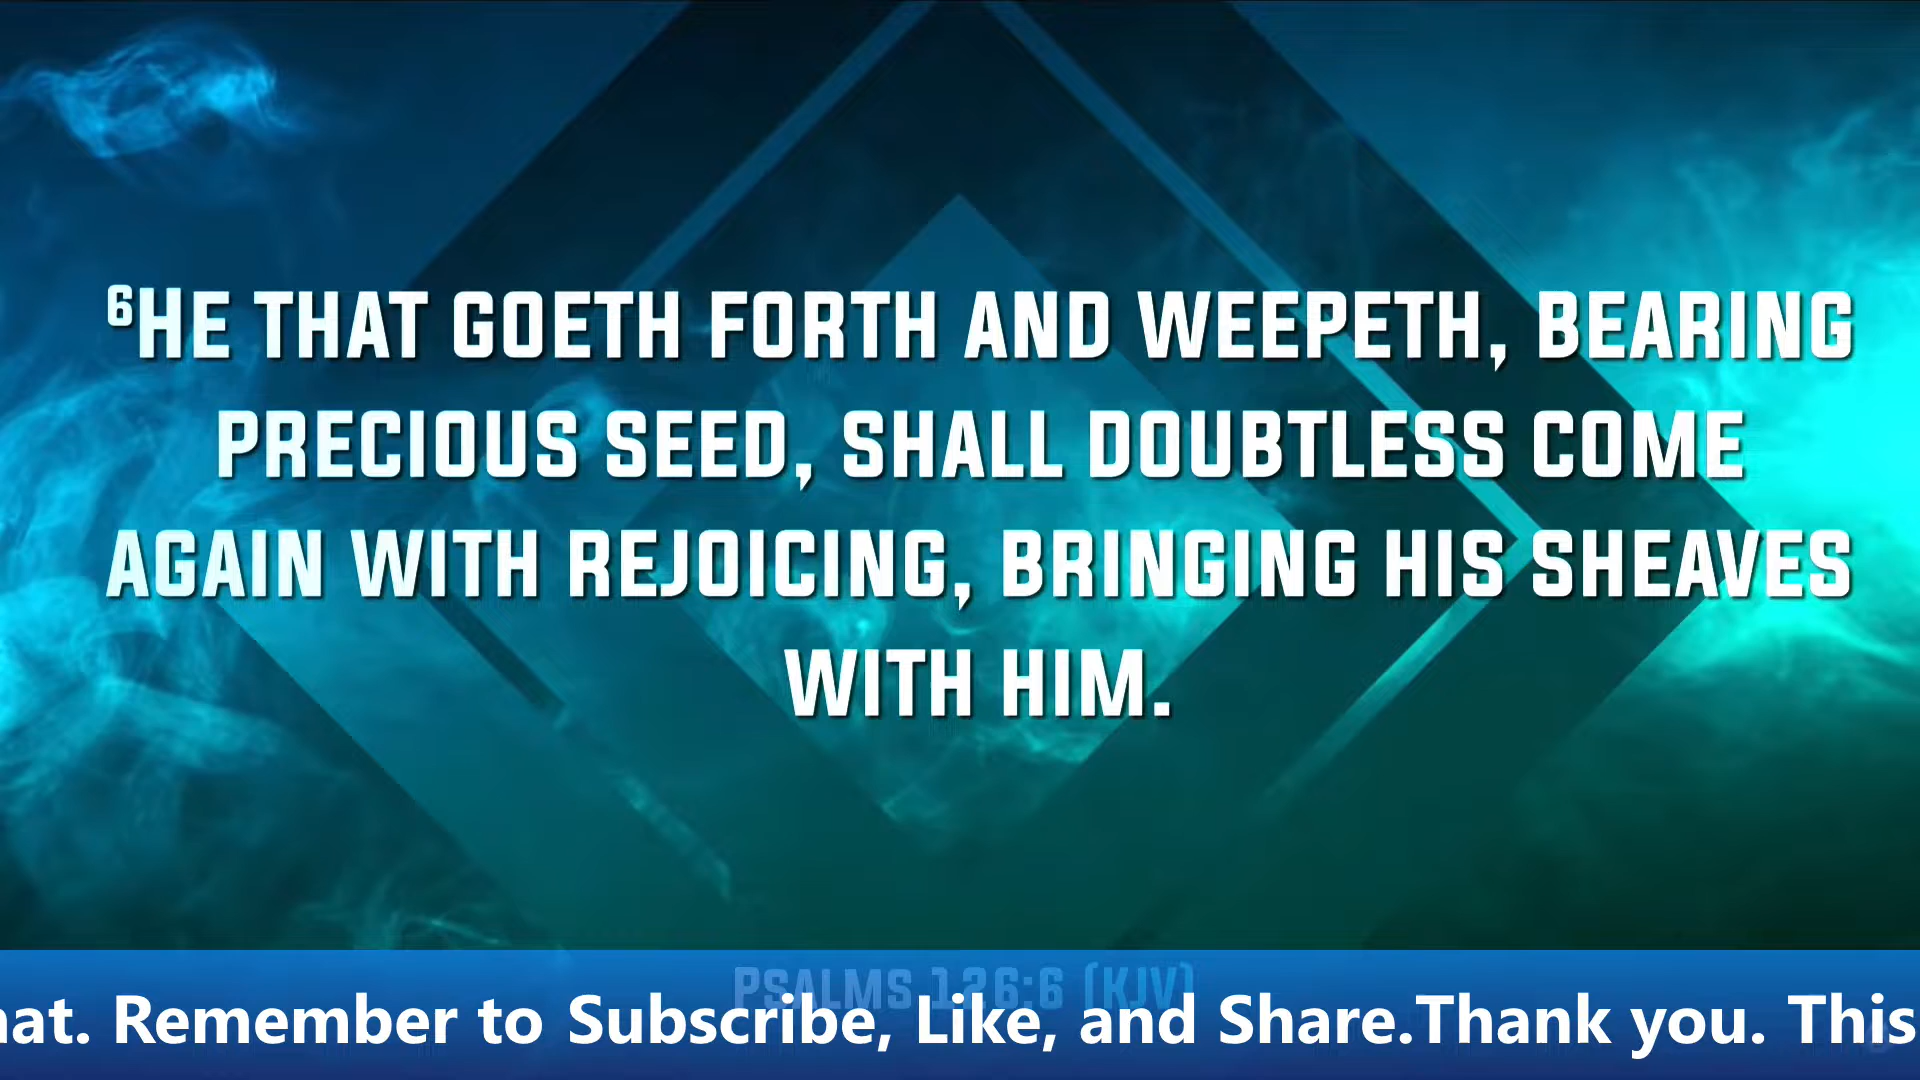 ⁶HE THAT GOETH FORTH AND WEEPETH, BEARING
PRECIOUS SEED, SHALL DOUBTLESS COME
AGAIN WITH REJOICING, BRINGING HIS SHEAVES
WITH HIM.
PSALMS 126:6 (KJV)
Remember to Subscribe, Like, and Share.Thank you. This